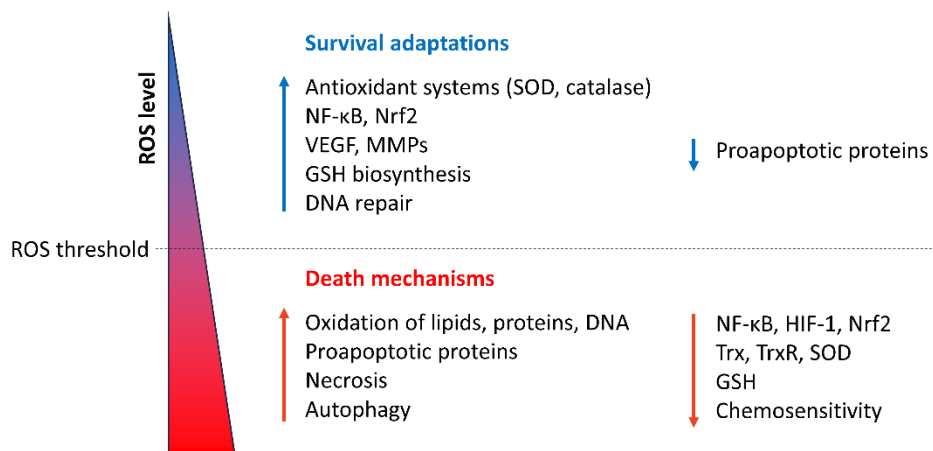 Survival adaptations
ROS level
Antioxidant systems (SOD, catalase)
NF-κB, Nrf2
VEGF, MMPs
GSH biosynthesis
DNA repair
Proapoptotic proteins
ROS threshold
Death mechanisms
Oxidation of lipids, proteins, DNA
Proapoptotic proteins
Necrosis
Autophagy
NF-κB, HIF-1, Nrf2
Trx, TrxR, SOD
GSH
Chemosensitivity